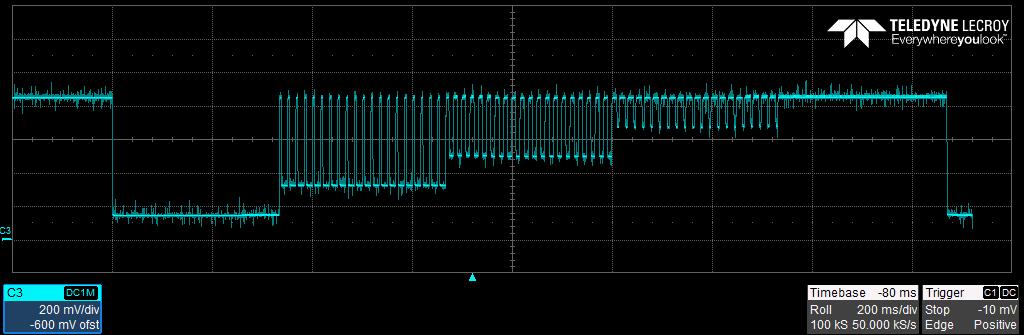 TELEDYNE LECROY
Everywhereyoulook™
C3
C3 DC1M
200 mV/div
-600 mV ofst
Timebase -80 ms
Roll 200 ms/div
100 kS 50.000 kS/s
Trigger C1 DC
Stop -10 mV
Edge Positive